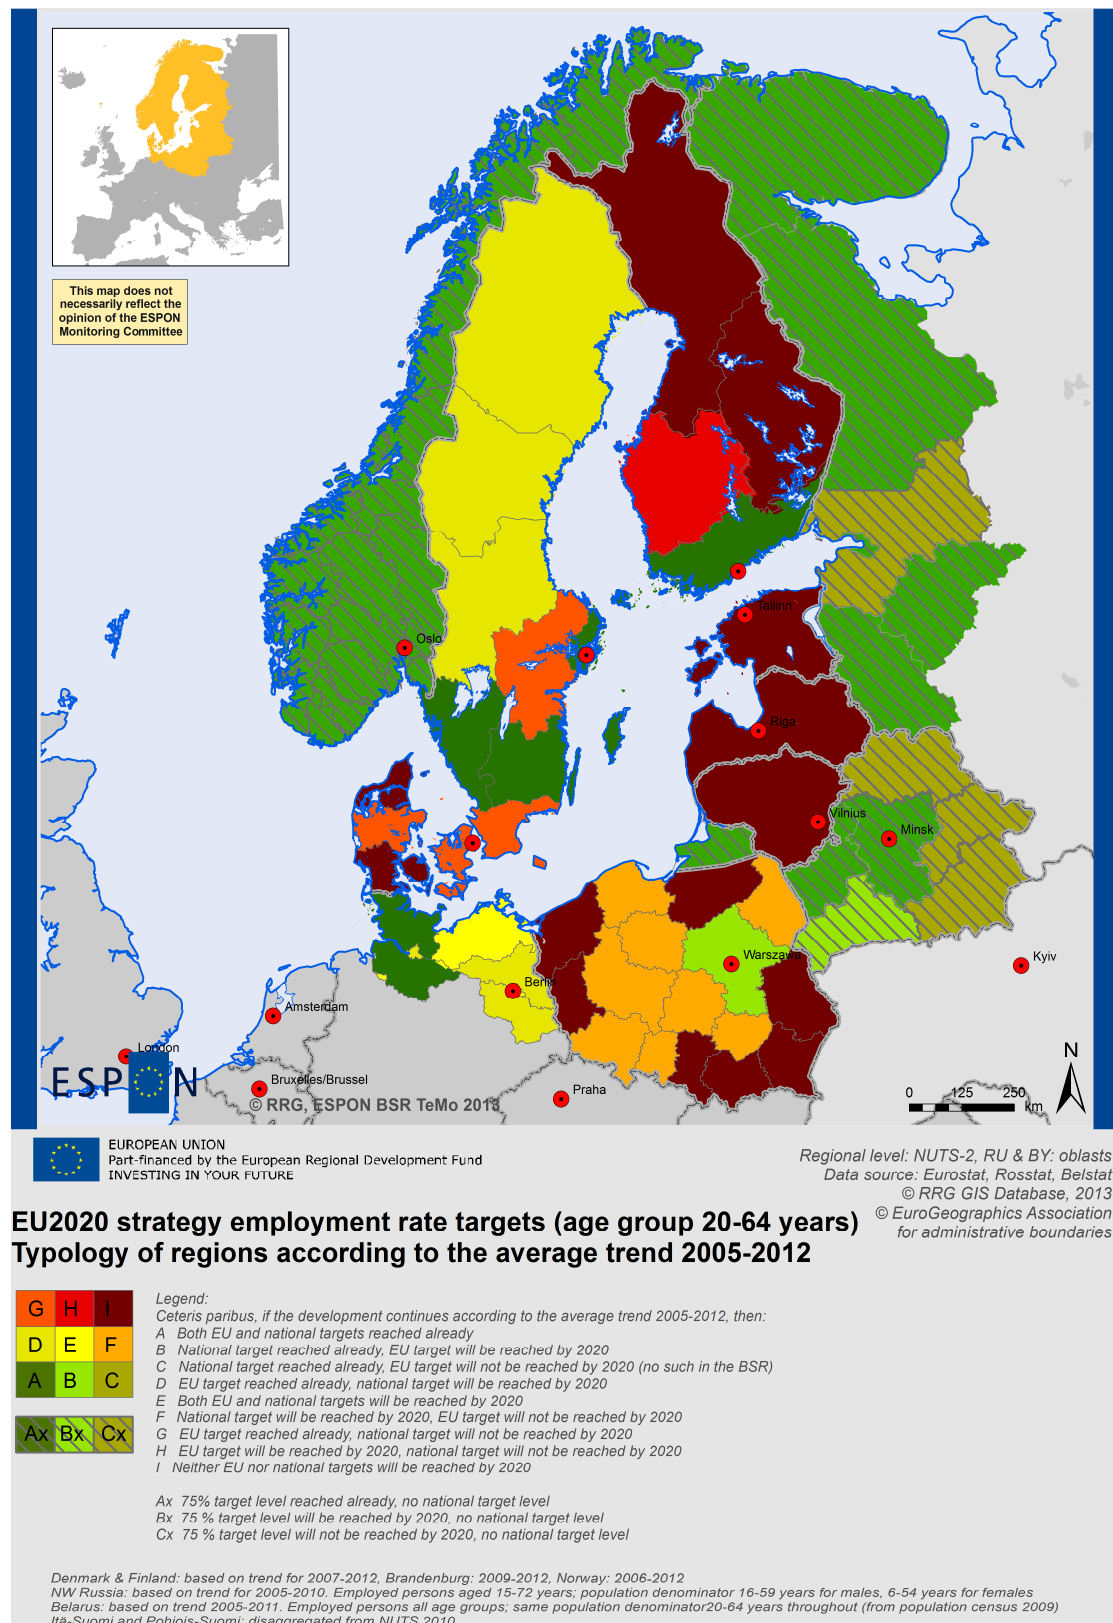 This map does not
necessarily reflect the
opinion of the ESPON
Monitoring Committee
Oslo
Tallinn
Riga
Vilnius
Minsk
Warszawa
Kyiv
Berlin
Amsterdam
London
Bruxelles/Brussel
Praha
ESPON
© RRG, ESPON BSR TeMo 2013
N
0 125 250
km
EUROPEAN UNION
Part-financed by the European Regional Development Fund
INVESTING IN YOUR FUTURE
Regional level: NUTS-2, RU & BY: oblasts
Data source: Eurostat, Rosstat, Belstat
© RRG GIS Database, 2013
© EuroGeographics Association
for administrative boundaries
EU2020 strategy employment rate targets (age group 20-64 years)
Typology of regions according to the average trend 2005-2012
G H I
D E F
A B C
Ax Bx Cx
Legend:
Ceteris paribus, if the development continues according to the average trend 2005-2012, then:
A Both EU and national targets reached already
B National target reached already, EU target will be reached by 2020
C National target reached already, EU target will not be reached by 2020 (no such in the BSR)
D EU target reached already, national target will be reached by 2020
E Both EU and national targets will be reached by 2020
F National target will be reached by 2020, EU target will not be reached by 2020
G EU target reached already, national target will not be reached by 2020
H EU target will be reached by 2020, national target will not be reached by 2020
I Neither EU nor national targets will be reached by 2020
Ax 75% target level reached already, no national target level
Bx 75 % target level will be reached by 2020, no national target level
Cx 75 % target level will not be reached by 2020, no national target level
Denmark & Finland: based on trend for 2007-2012, Brandenburg: 2009-2012, Norway: 2006-2012
NW Russia: based on trend for 2005-2010. Employed persons aged 15-72 years; population denominator 16-59 years for males, 6-54 years for females
Belarus: based on trend 2005-2011. Employed persons all age groups; same population denominator20-64 years throughout (from population census 2009)
Itä-Suomi and Pohjois-Suomi: disaggregated from NUTS 2010